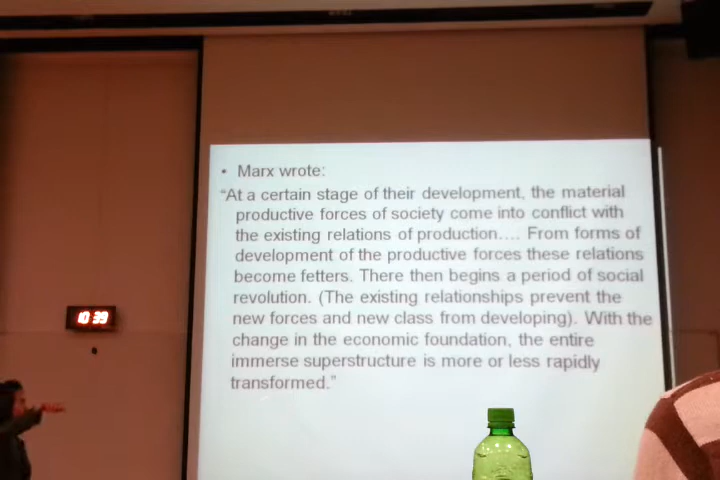 • Marx wrote:
“At a certain stage of their development, the material
productive forces of society come into conflict with
the existing relations of production…. From forms of
development of the productive forces these relations
become fetters. There then begins a period of social
revolution. (The existing relationships prevent the
new forces and new class from developing). With the
change in the economic foundation, the entire
immerse superstructure is more or less rapidly
transformed.”
10:39